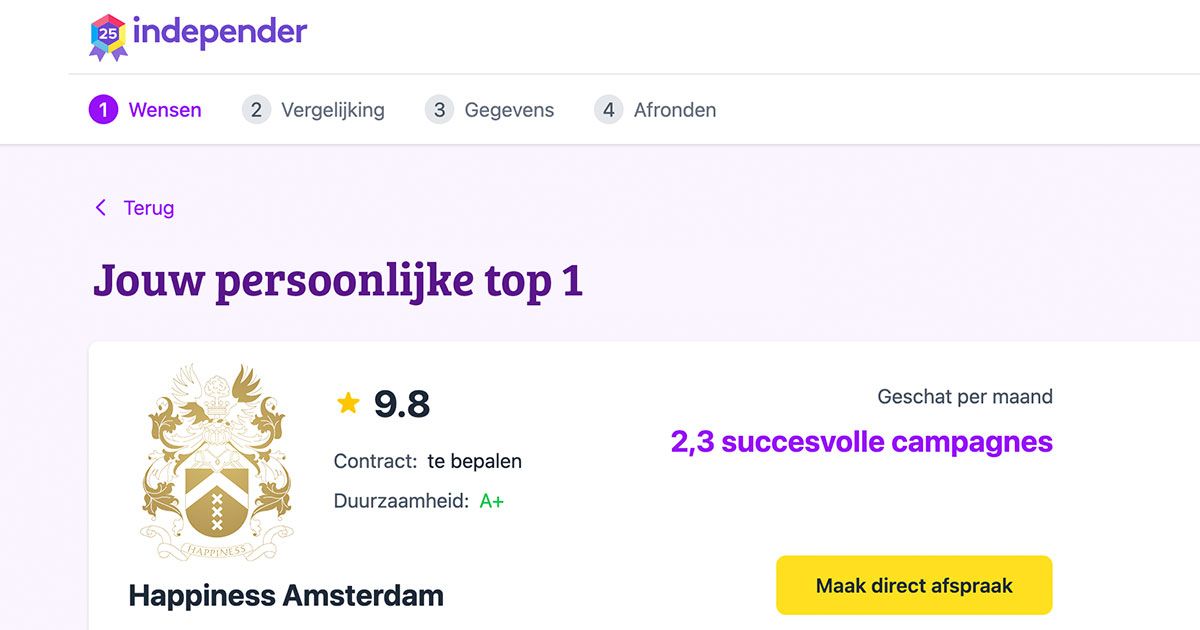 25 independer
1 Wensen 2 Vergelijking 3 Gegevens 4 Afronden
Terug
Jouw persoonlijke top 1
9.8
Contract: te bepalen
Duurzaamheid: A+
HAPPINESS
Happiness Amsterdam
Geschat per maand
2,3 succesvolle campagnes
Maak direct afspraak